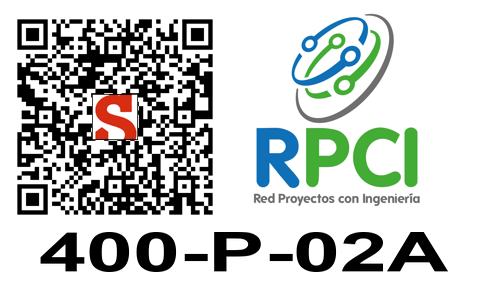 S
RPCI
Red Proyectos con Ingeniería
400-P-02A